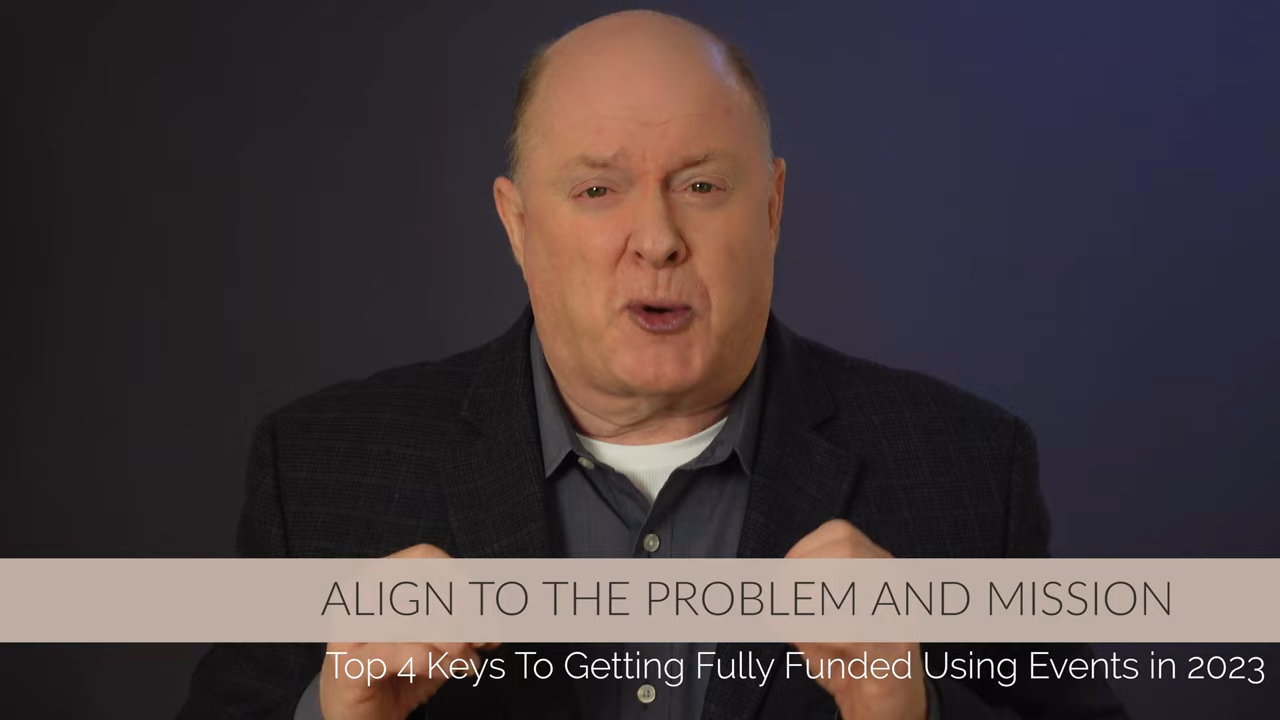 ALIGN TO THE PROBLEM AND MISSION
Top 4 Keys To Getting Fully Funded Using Events in 2023